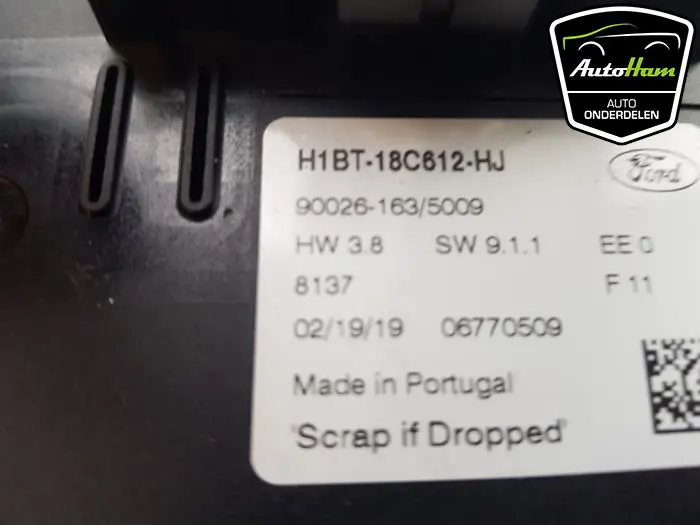 AutoHam
AUTO
ONDERDELEN
H1BT-18C612-HJ
Ford
90026-163/5009
HW 3.8 SW 9.1.1 EE 0
8137 F 11
02/19/19 06770509
Made in Portugal
'Scrap if Dropped'